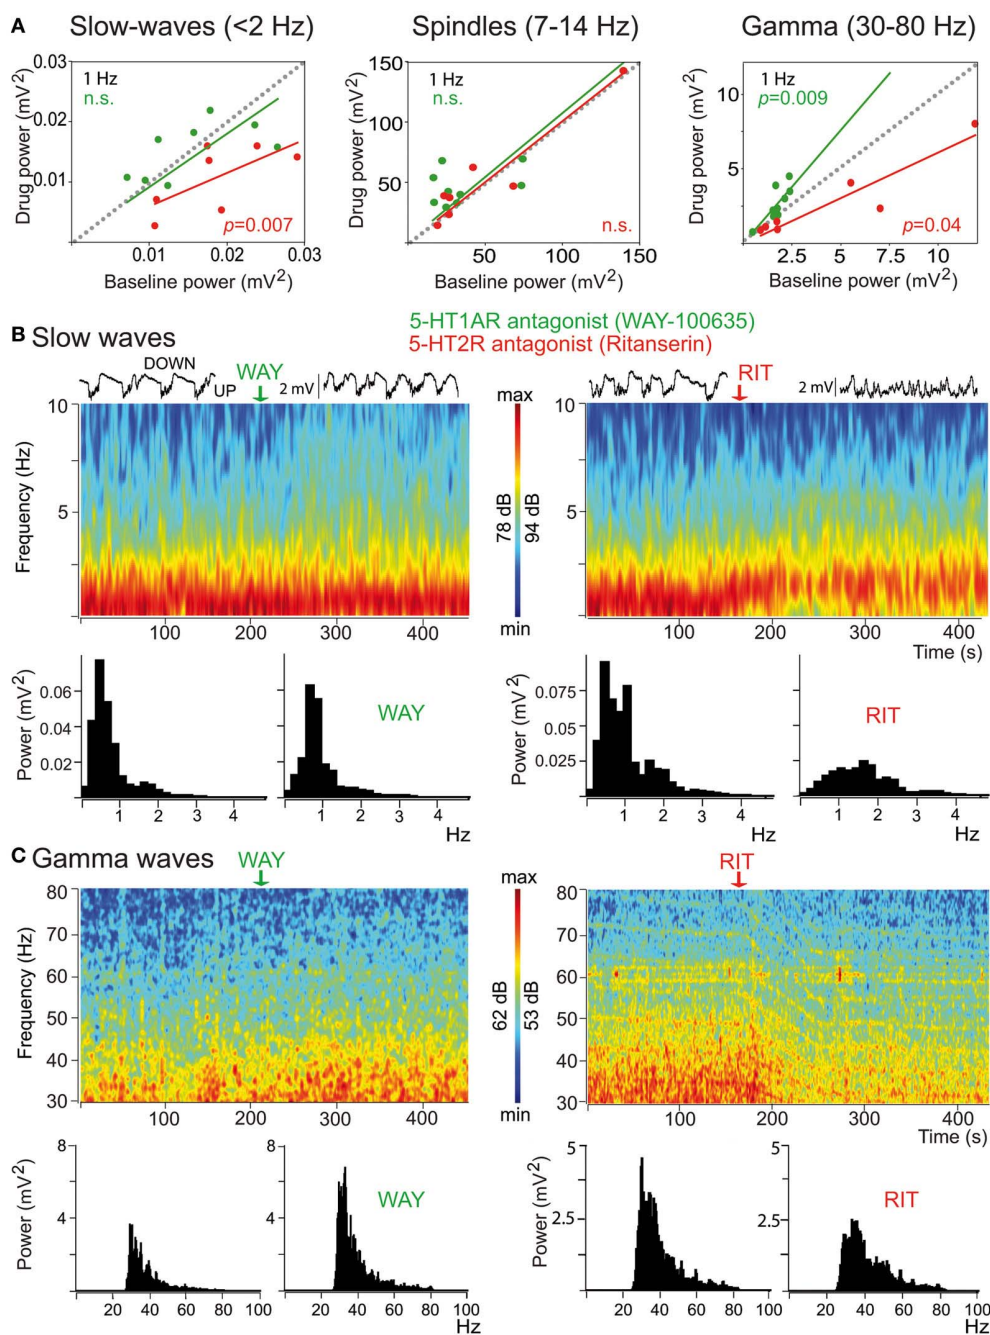 A Slow-waves (<2 Hz) Spindles (7-14 Hz) Gamma (30-80 Hz)
Drug power (mV²)
0.03
0.02
0.01
1 Hz
n.s.
p=0.007
0.01 0.02 0.03
Baseline power (mV²)
Drug power (mV²)
150
100
50
1 Hz
n.s.
n.s.
50 100 150
Baseline power (mV²)
Drug power (mV²)
10
5
1 Hz
p=0.009
p=0.04
2.5 5 7.5 10
Baseline power (mV²)
5-HT1AR antagonist (WAY-100635)
5-HT2R antagonist (Ritanserin)
B Slow waves
DOWN
UP
WAY
2 mV
RIT
2 mV
Frequency (Hz)
10
5
100 200 300 400
max
78 dB
94 dB
min
10
5
100 200 300 400
Time (s)
Power (mV²)
0.06
0.04
0.02
1 2 3 4
WAY
1 2 3 4
Hz
Power (mV²)
0.075
0.05
0.025
1 2 3 4
RIT
1 2 3 4
Hz
C Gamma waves
WAY
RIT
Frequency (Hz)
80
70
60
50
40
30
100 200 300 400
max
62 dB
53 dB
min
80
70
60
50
40
30
100 200 300 400
Time (s)
Power (mV²)
8
4
20 40 60 80 100
8
4
WAY
20 40 60 80 100
Hz
Power (mV²)
5
2.5
20 40 60 80 100
5
2.5
RIT
20 40 60 80 100
Hz